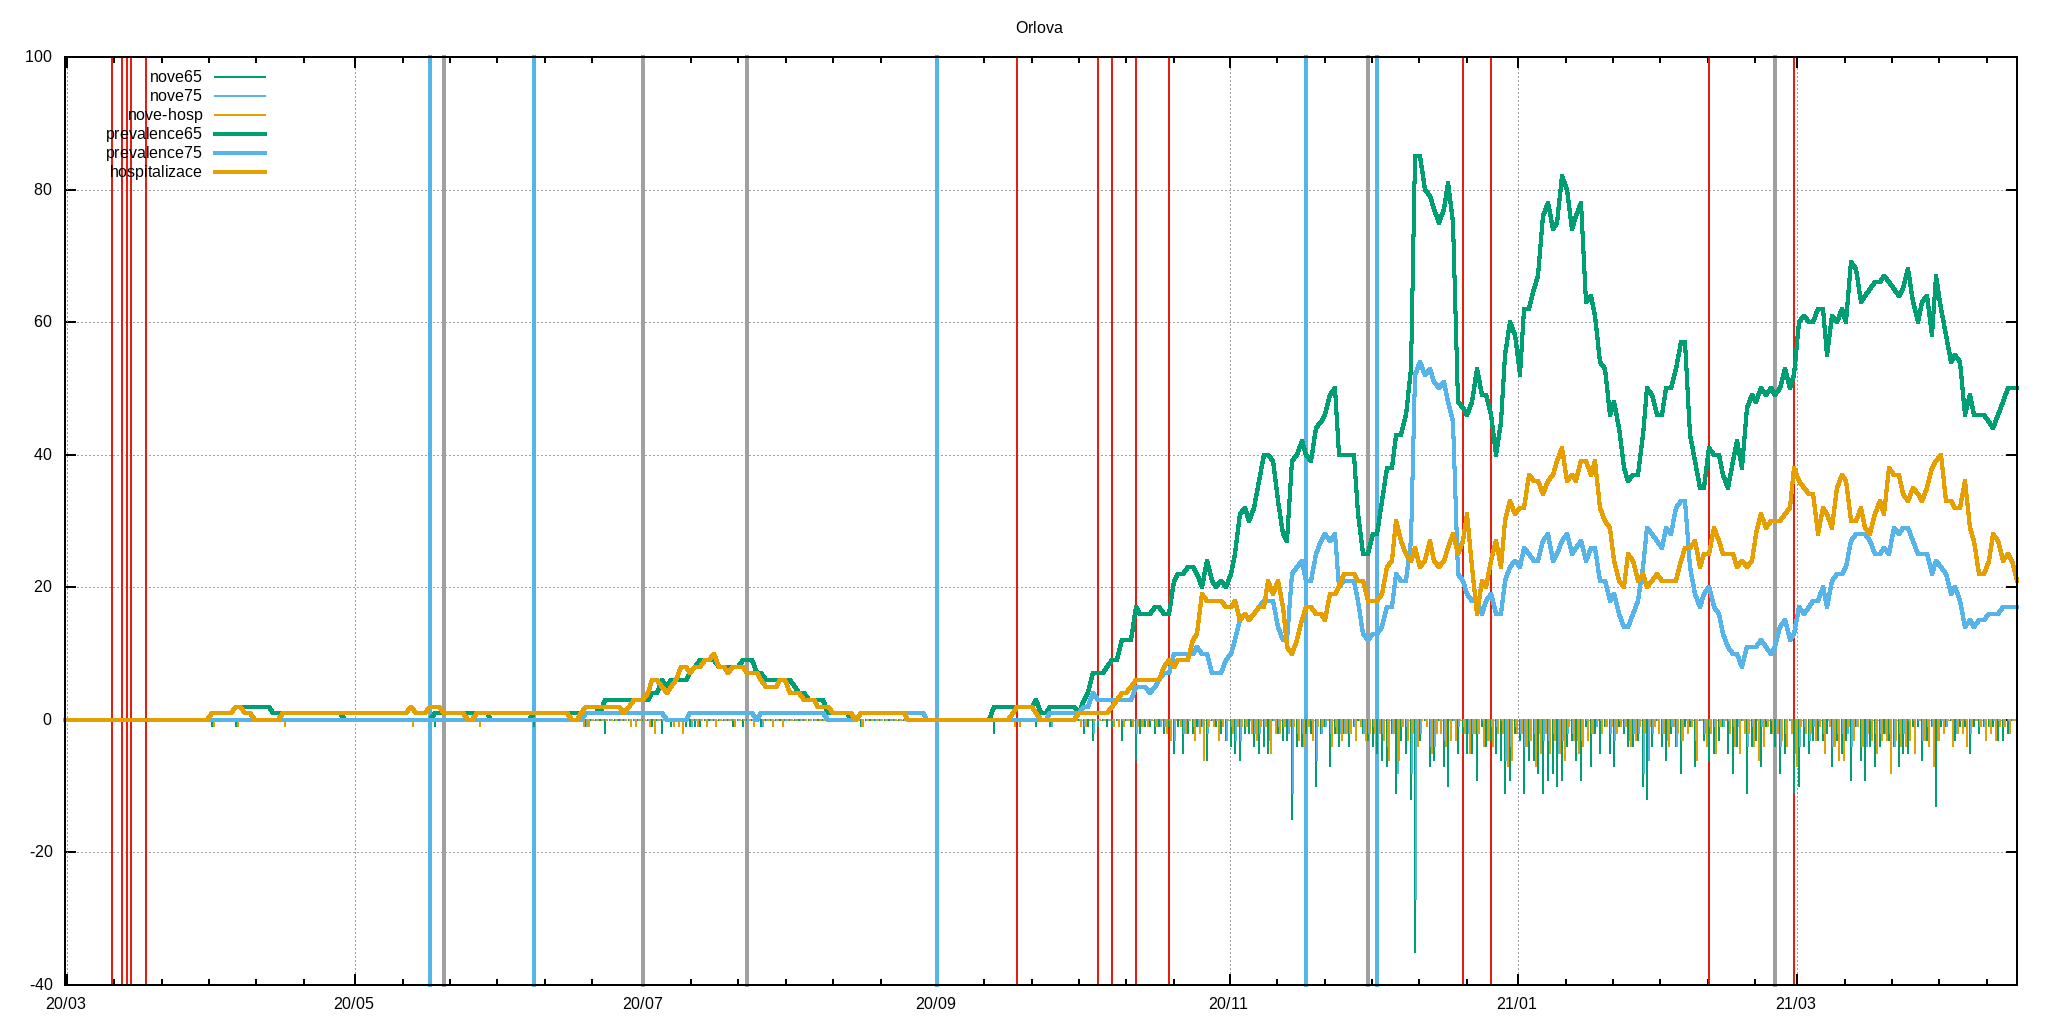 Orlova
100
80
60
40
20
0
-20
-40
nove65
nove75
nove-hosp
prevalence65
prevalence75
hospitalizace
20/03 20/05 20/07 20/09 20/11 21/01 21/03